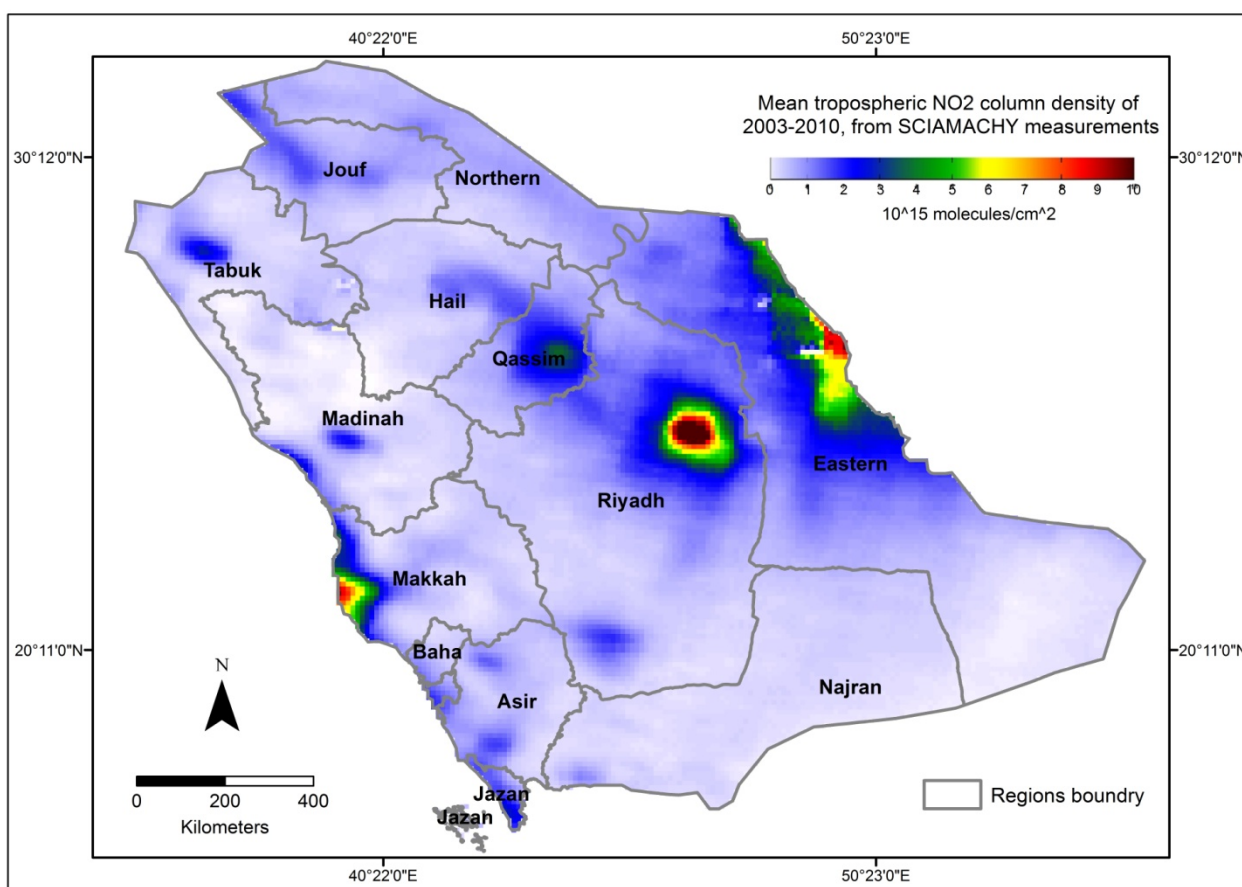 40°22'0"E
50°23'0"E
Mean tropospheric NO2 column density of
2003-2010, from SCIAMACHY measurements
0 1 2 3 4 5 6 7 8 9 10
10^15 molecules/cm^2
30°12'0"N
30°12'0"N
Jouf
Northern
Tabuk
Hail
Qassim
Madinah
Eastern
Riyadh
Makkah
20°11'0"N
20°11'0"N
Baha
Najran
Asir
N
Jazan
Jazan
0 200 400
Kilometers
Regions boundry
40°22'0"E
50°23'0"E